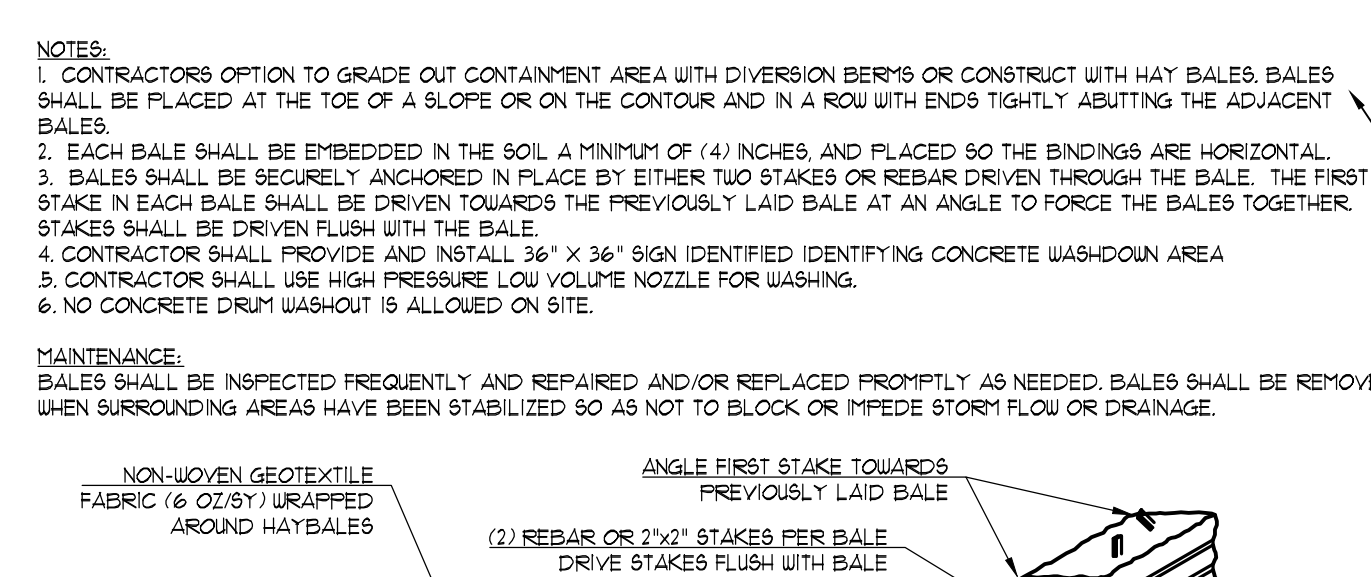 NOTES:
1. CONTRACTORS OPTION TO GRADE OUT CONTAINMENT AREA WITH DIVERSION BERMS OR CONSTRUCT WITH HAY BALES. BALES
SHALL BE PLACED AT THE TOE OF A SLOPE OR ON THE CONTOUR AND IN A ROW WITH ENDS TIGHTLY ABUTTING THE ADJACENT
BALES.
2. EACH BALE SHALL BE EMBEDDED IN THE SOIL A MINIMUM OF (4) INCHES, AND PLACED SO THE BINDINGS ARE HORIZONTAL.
3. BALES SHALL BE SECURELY ANCHORED IN PLACE BY EITHER TWO STAKES OR REBAR DRIVEN THROUGH THE BALE. THE FIRST
STAKE IN EACH BALE SHALL BE DRIVEN TOWARDS THE PREVIOUSLY LAID BALE AT AN ANGLE TO FORCE THE BALES TOGETHER.
STAKES SHALL BE DRIVEN FLUSH WITH THE BALE.
4. CONTRACTOR SHALL PROVIDE AND INSTALL 36" X 36" SIGN IDENTIFIED IDENTIFYING CONCRETE WASHDOWN AREA
5. CONTRACTOR SHALL USE HIGH PRESSURE LOW VOLUME NOZZLE FOR WASHING.
6. NO CONCRETE DRUM WASHOUT IS ALLOWED ON SITE.
MAINTENANCE:
BALES SHALL BE INSPECTED FREQUENTLY AND REPAIRED AND/OR REPLACED PROMPTLY AS NEEDED. BALES SHALL BE
WHEN SURROUNDING AREAS HAVE BEEN STABILIZED SO AS NOT TO BLOCK OR IMPEDE STORM FLOW OR DRAINAGE.
NON-WOVEN GEOTEXTILE
FABRIC (6 OZ/SY) WRAPPED
AROUND HAYBALES
ANGLE FIRST STAKE TOWARDS
PREVIOUSLY LAID BALE
(2) REBAR OR 2"x2" STAKES PER BALE
DRIVE STAKES FLUSH WITH BALE